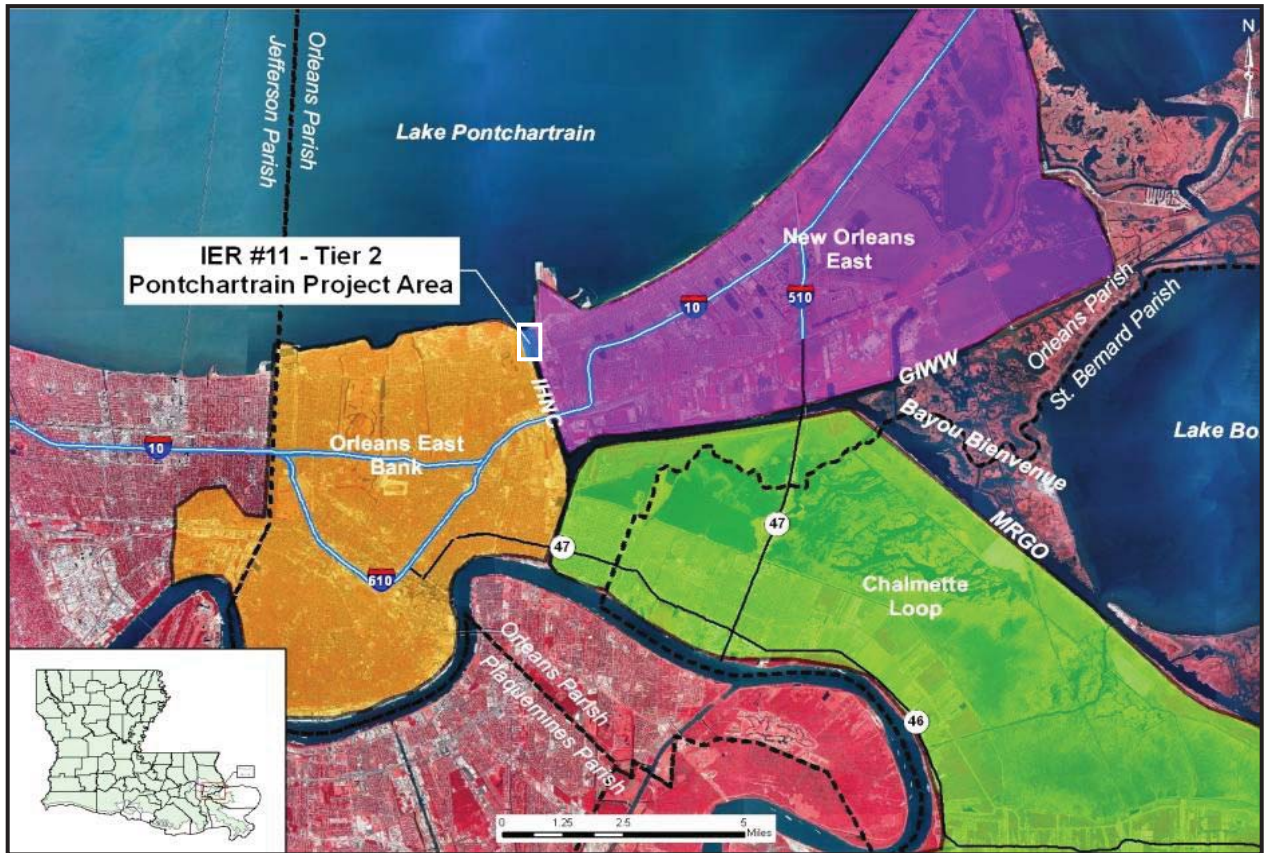 Orleans Parish
Jefferson Parish
N
Lake Pontchartrain
IER #11 - Tier 2
Pontchartrain Project Area
New Orleans
East
10
510
IHNC
GIWW
Orleans Parish
St. Bernard Parish
Bayou Bienvenue
Lake Bo
MRGO
10
Orleans East
Bank
610
47
47
Chalmette
Loop
Orleans Parish
Plaquemines Parish
46
0 1.25 2.5 5
Miles